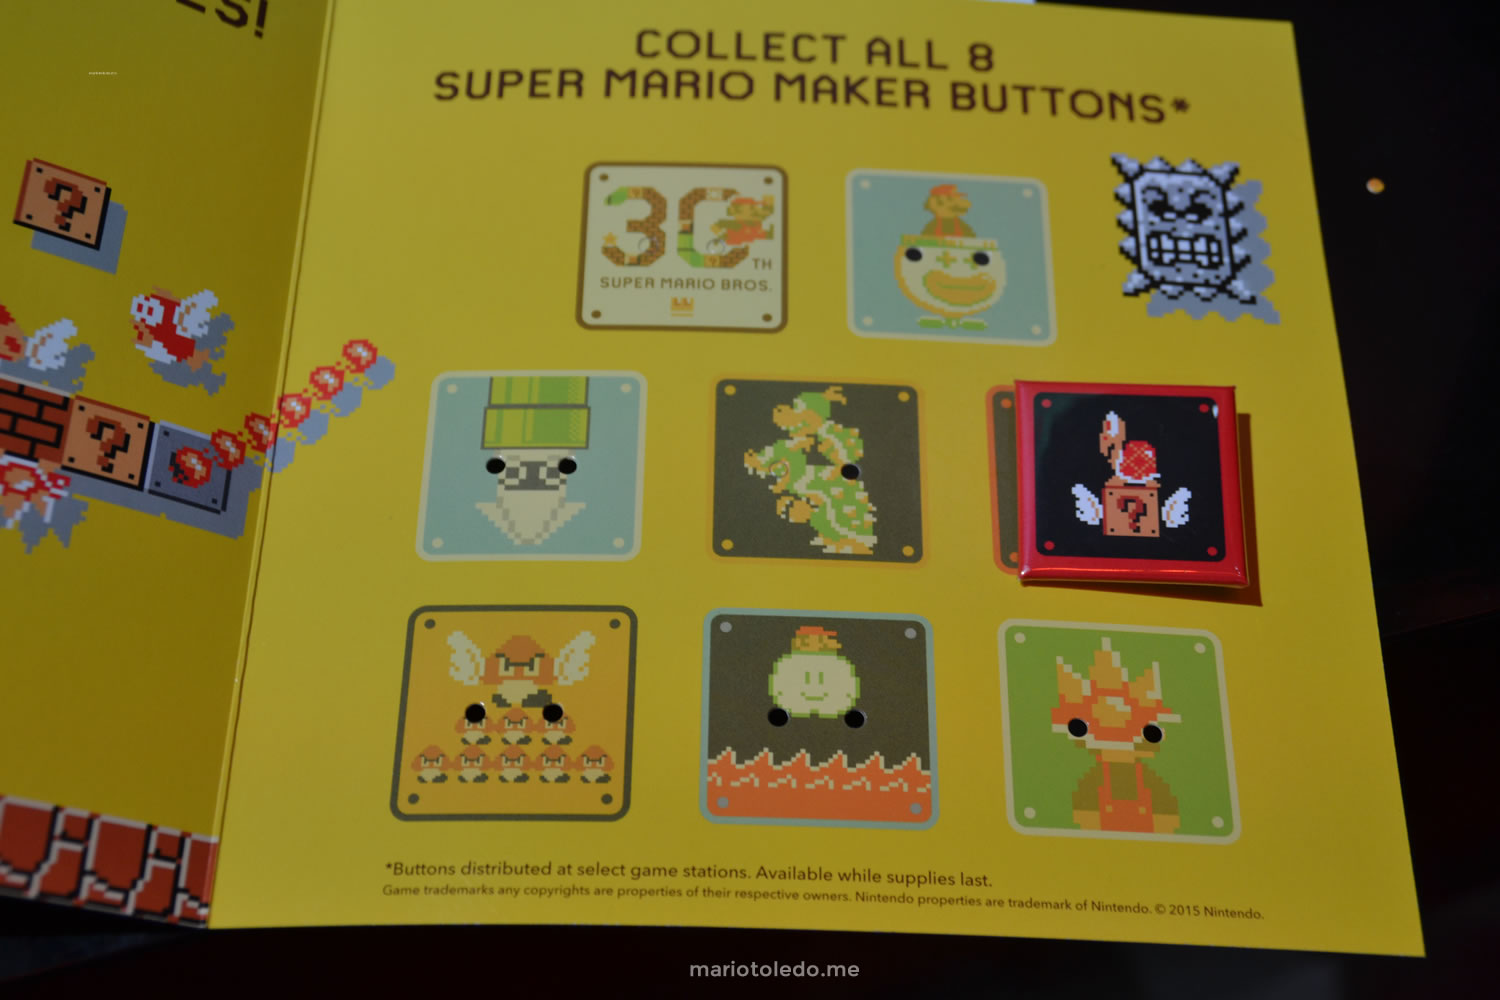 COLLECT ALL 8
SUPER MARIO MAKER BUTTONS*
30TH
SUPER MARIO BROS.
*Buttons distributed at select game stations. Available while supplies last.
Game trademarks any copyrights are properties of their respective owners. Nintendo properties are trademark of Nintendo. © 2015 Nintendo.
mariotoledo.me